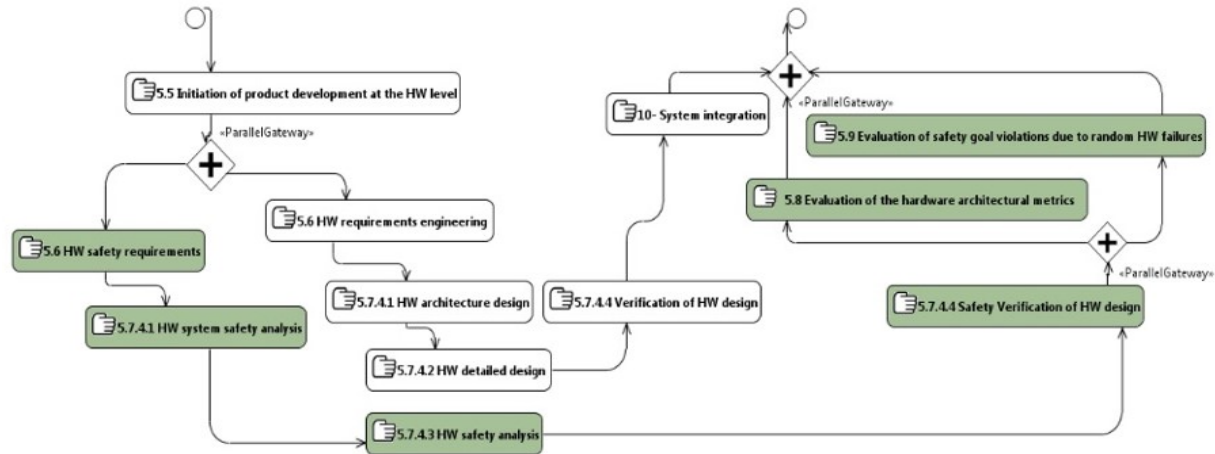 5.5 Initiation of product development at the HW level
«ParallelGateway»
5.6 HW requirements engineering
5.6 HW safety requirements
5.7.4.1 HW architecture design
5.7.4.1 HW system safety analysis
5.7.4.2 HW detailed design
5.7.4.3 HW safety analysis
5.7.4.4 Verification of HW design
10- System integration
«ParallelGateway»
5.9 Evaluation of safety goal violations due to random HW failures
5.8 Evaluation of the hardware architectural metrics
«ParallelGateway»
5.7.4.4 Safety Verification of HW design